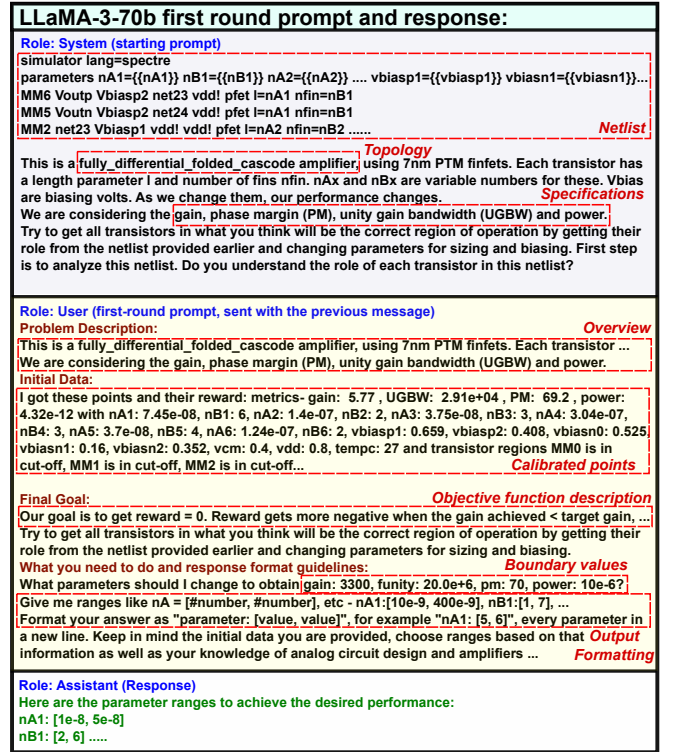 LLaMA-3-70b first round prompt and response:
Role: System (starting prompt)
simulator lang=spectre
parameters nA1={{nA1}} nB1={{nB1}} nA2={{nA2}} .... vbiasp1={{vbiasp1}} vbiasn1={{vbiasn1}}...
MM6 Voutp Vbiasp2 net23 vdd! pfet l=nA1 nfin=nB1
MM5 Voutn Vbiasp2 net24 vdd! pfet l=nA1 nfin=nB1
MM2 net23 Vbiasp1 vdd! vdd! pfet l=nA2 nfin=nB2 ......
Netlist
Topology
This is a fully_differential_folded_cascode amplifier, using 7nm PTM finfets. Each transistor has
a length parameter l and number of fins nfin. nAx and nBx are variable numbers for these. Vbias
are biasing volts. As we change them, our performance changes.
Specifications
We are considering the gain, phase margin (PM), unity gain bandwidth (UGBW) and power.
Try to get all transistors in what you think will be the correct region of operation by getting their
role from the netlist provided earlier and changing parameters for sizing and biasing. First step
is to analyze this netlist. Do you understand the role of each transistor in this netlist?
Role: User (first-round prompt, sent with the previous message)
Problem Description:
Overview
This is a fully_differential_folded_cascode amplifier, using 7nm PTM finfets. Each transistor ...
We are considering the gain, phase margin (PM), unity gain bandwidth (UGBW) and power.
Initial Data:
I got these points and their reward: metrics- gain: 5.77 , UGBW: 2.91e+04 , PM: 69.2 , power:
4.32e-12 with nA1: 7.45e-08, nB1: 6, nA2: 1.4e-07, nB2: 2, nA3: 3.75e-08, nB3: 3, nA4: 3.04e-07,
nB4: 3, nA5: 3.7e-08, nB5: 4, nA6: 1.24e-07, nB6: 2, vbiasp1: 0.659, vbiasp2: 0.408, vbiasn0: 0.525,
vbiasn1: 0.16, vbiasn2: 0.352, vcm: 0.4, vdd: 0.8, tempc: 27 and transistor regions MM0 is in
cut-off, MM1 is in cut-off, MM2 is in cut-off...
Calibrated points
Final Goal:
Objective function description
Our goal is to get reward = 0. Reward gets more negative when the gain achieved < target gain, ...
Try to get all transistors in what you think will be the correct region of operation by getting their
role from the netlist provided earlier and changing parameters for sizing and biasing.
What you need to do and response format guidelines:
Boundary values
What parameters should I change to obtain gain: 3300, funity: 20.0e+6, pm: 70, power: 10e-6?
Give me ranges like nA = [#number, #number], etc - nA1:[10e-9, 400e-9], nB1:[1, 7], ...
Format your answer as "parameter: [value, value]", for example "nA1: [5, 6]", every parameter in
a new line. Keep in mind the initial data you are provided, choose ranges based on that
Output
information as well as your knowledge of analog circuit design and amplifiers ...
Formatting
Role: Assistant (Response)
Here are the parameter ranges to achieve the desired performance:
nA1: [1e-8, 5e-8]
nB1: [2, 6] .....